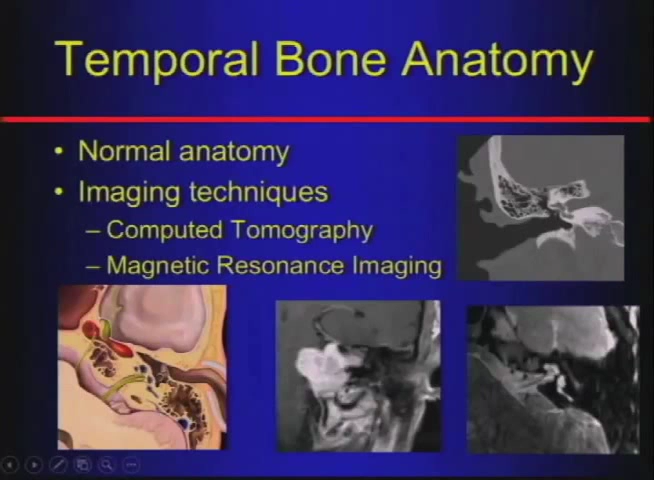 Temporal Bone Anatomy
• Normal anatomy
• Imaging techniques
– Computed Tomography
– Magnetic Resonance Imaging